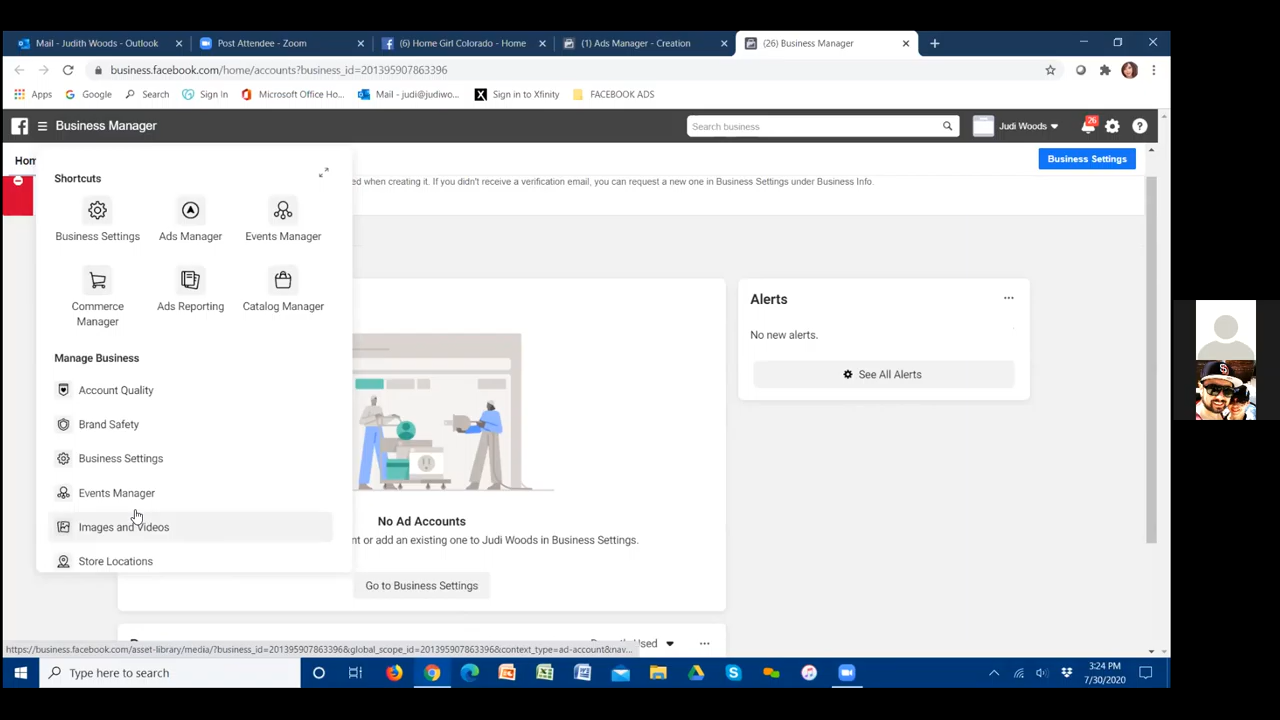 Mail - Judith Woods - Outlook
Post Attendee - Zoom
(6) Home Girl Colorado - Home
(1) Ads Manager - Creation
(26) Business Manager
business.facebook.com/home/accounts?business_id=201395907863396
Apps
Google
Search
Sign In
Microsoft Office Ho...
Mail - judi@judiwo...
Sign in to Xfinity
FACEBOOK ADS
Business Manager
Search business
Judi Woods
26
Business Settings
ed when creating it. If you didn't receive a verification email, you can request a new one in Business Settings under Business Info.
Shortcuts
Business Settings
Ads Manager
Events Manager
Commerce Manager
Ads Reporting
Catalog Manager
Manage Business
Account Quality
Brand Safety
Business Settings
Events Manager
Images and Videos
Store Locations
No Ad Accounts
nt or add an existing one to Judi Woods in Business Settings.
Go to Business Settings
Alerts
No new alerts.
See All Alerts
https://business.facebook.com/asset-library/media/?business_id=201395907863396&global_scope_id=201395907863396&context_type=ad-account&nav...
Type here to search
3:24 PM
7/30/2020